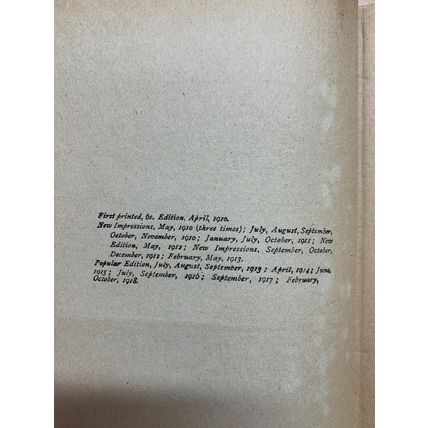 First printed, 6s. Edition, April, 1910.
New Impressions, May, 1910 (three times); July, August, September,
October, November, 1910; January, July, October, 1911; New
Edition, May, 1912; New Impressions, September, October,
December, 1912; February, May, 1913.
Popular Edition, July, August, September, 1913; April, 1914; June,
1915; July, September, 1916; September, 1917; February,
October, 1918.